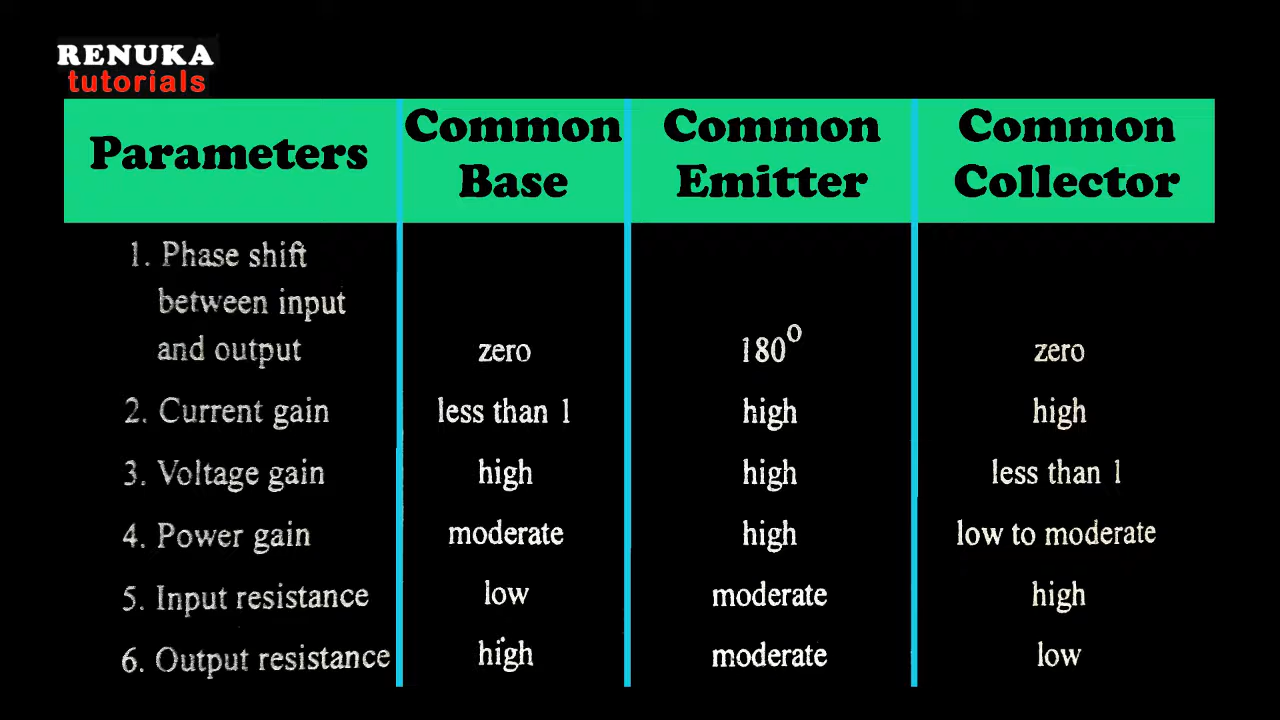 RENUKA
tutorials
Parameters Common Base Common Emitter Common Collector
1. Phase shift
between input
and output zero 180° zero
2. Current gain less than 1 high high
3. Voltage gain high high less than 1
4. Power gain moderate high low to moderate
5. Input resistance low moderate high
6. Output resistance high moderate low